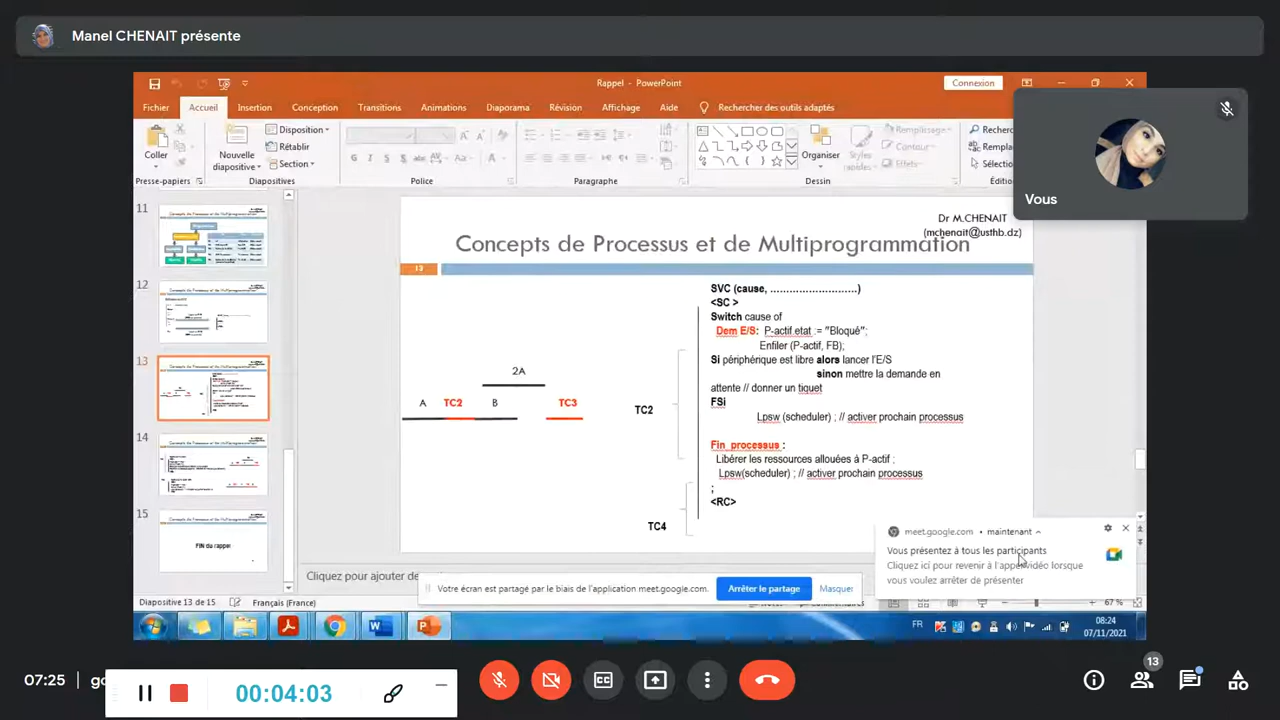 Manel CHENAIT présente
Rappel - PowerPoint
Connexion
Fichier Accueil Insertion Conception Transitions Animations Diaporama Révision Affichage Aide Rechercher des outils adaptés
Coller
Nouvelle diapositive
Disposition
Rétablir
Section
Organiser
Styles rapides
Remplissage
Contour
Effets
Presse-papiers Diapositives Police Paragraphe Dessin
Vous
11
12
13
14
15
FIN du rappel
Dr M.CHENAIT
(mchenait@usthb.dz)
Concepts de Processus et de Multiprogrammation
13
SVC (cause, ............................)
<SC >
Switch cause of
Dem E/S: P-actif.etat := "Bloqué";
Enfiler (P-actif, FB);
Si périphérique est libre alors lancer l'E/S
sinon mettre la demande en
attente // donner un tiquet
FSi
Lpsw (scheduler) ; // activer prochain processus
Fin processus :
Libérer les ressources allouées à P-actif ;
Lpsw(scheduler) ; // activer prochain processus
;
<RC>
2A
A TC2 B TC3
TC2
TC4
meet.google.com • maintenant
Vous présentez à tous les participants
Cliquez ici pour revenir à l'appel vidéo lorsque
vous voulez arrêter de présenter
Cliquez pour ajouter de
Votre écran est partagé par le biais de l'application meet.google.com. Arrêter le partage Masquer
Diapositive 13 de 15 Français (France)
67 %
FR
08:24
07/11/2021
07:25
00:04:03
13